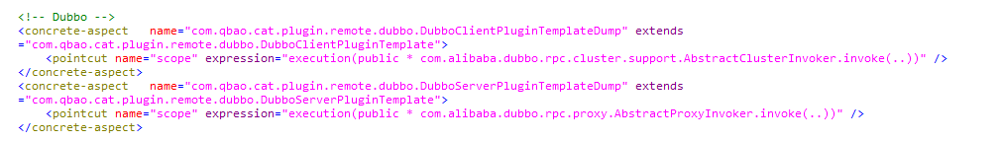 <!-- Dubbo -->
<concrete-aspect   name="com.qbao.cat.plugin.remote.dubbo.DubboClientPluginTemplateDump" extends
="com.qbao.cat.plugin.remote.dubbo.DubboClientPluginTemplate">
    <pointcut name="scope" expression="execution(public * com.alibaba.dubbo.rpc.cluster.support.AbstractClusterInvoker.invoke(..))" />
</concrete-aspect>
<concrete-aspect   name="com.qbao.cat.plugin.remote.dubbo.DubboServerPluginTemplateDump" extends
="com.qbao.cat.plugin.remote.dubbo.DubboServerPluginTemplate">
    <pointcut name="scope" expression="execution(public * com.alibaba.dubbo.rpc.proxy.AbstractProxyInvoker.invoke(..))" />
</concrete-aspect>